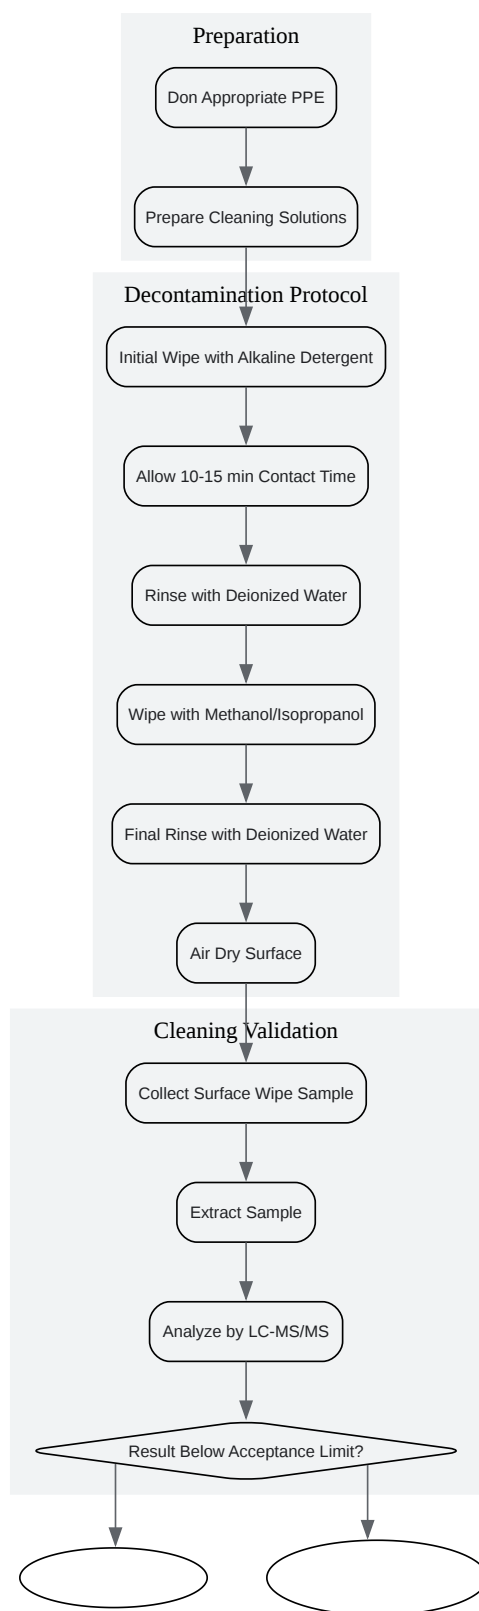 Preparation
Don Appropriate PPE
Prepare Cleaning Solutions
Decontamination Protocol
Initial Wipe with Alkaline Detergent
Allow 10-15 min Contact Time
Rinse with Deionized Water
Wipe with Methanol/Isopropanol
Final Rinse with Deionized Water
Air Dry Surface
Cleaning Validation
Collect Surface Wipe Sample
Extract Sample
Analyze by LC-MS/MS
Result Below Acceptance Limit?